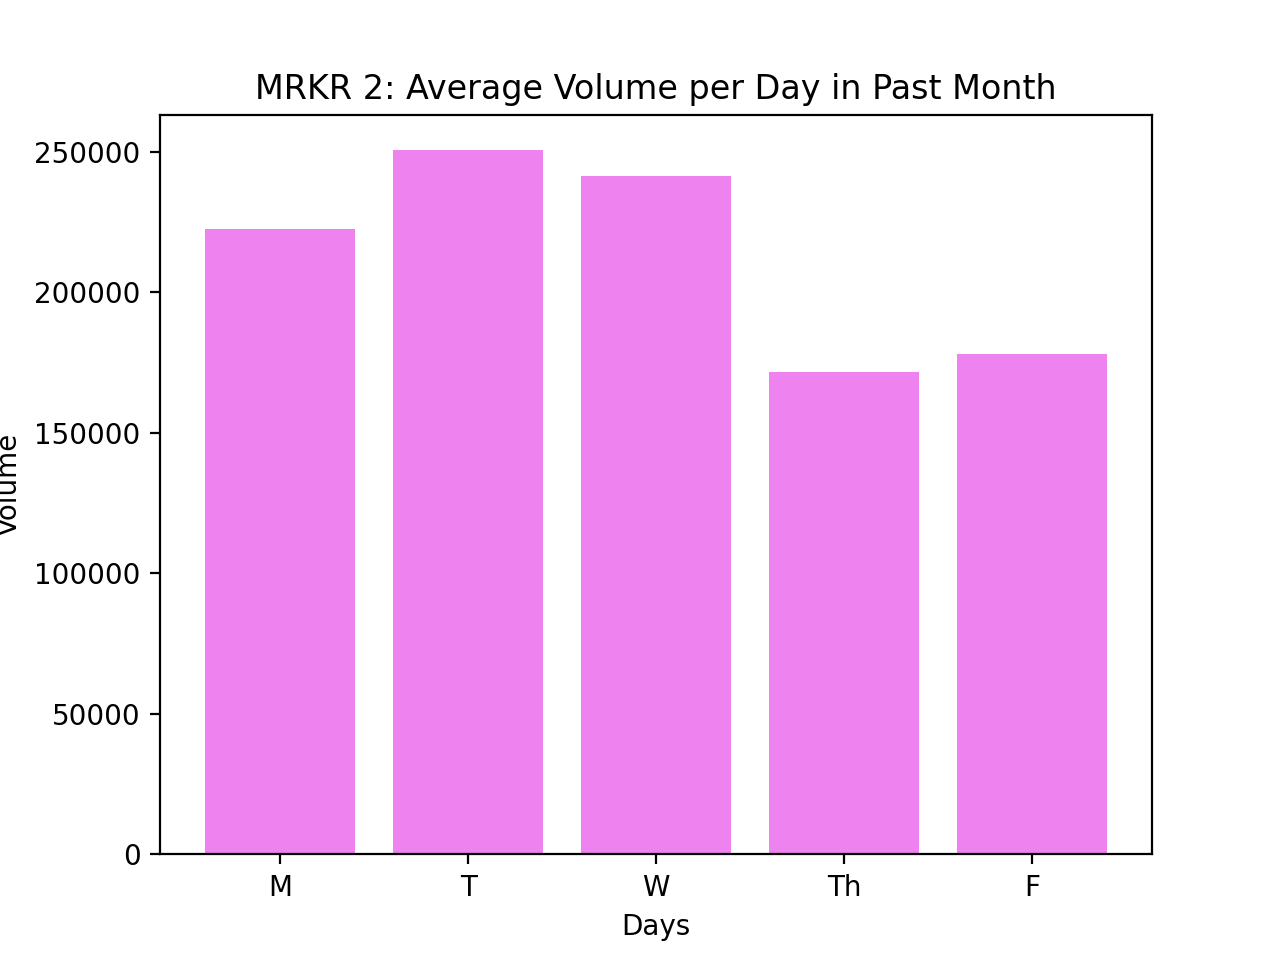 MRKR 2: Average Volume per Day in Past Month
250000
200000
150000
100000
50000
0
Volume
M T W Th F
Days